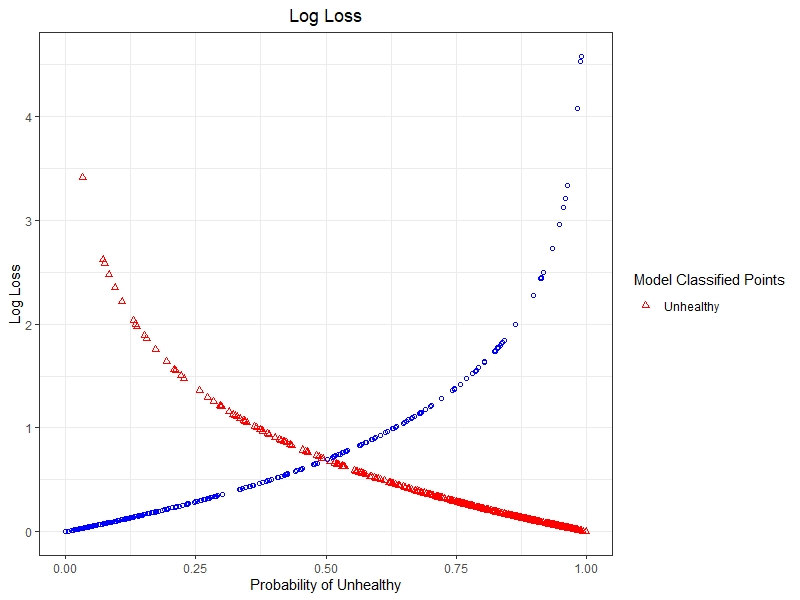 Log Loss
Log Loss
4
3
2
1
0
0.00 0.25 0.50 0.75 1.00
Probability of Unhealthy
Model Classified Points
Unhealthy